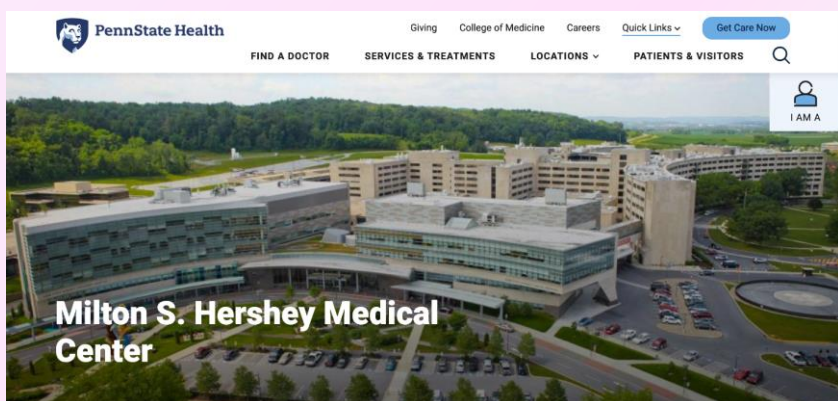 PennState Health
Giving College of Medicine Careers Quick Links Get Care Now
FIND A DOCTOR SERVICES & TREATMENTS LOCATIONS PATIENTS & VISITORS
I AM A
Milton S. Hershey Medical
Center